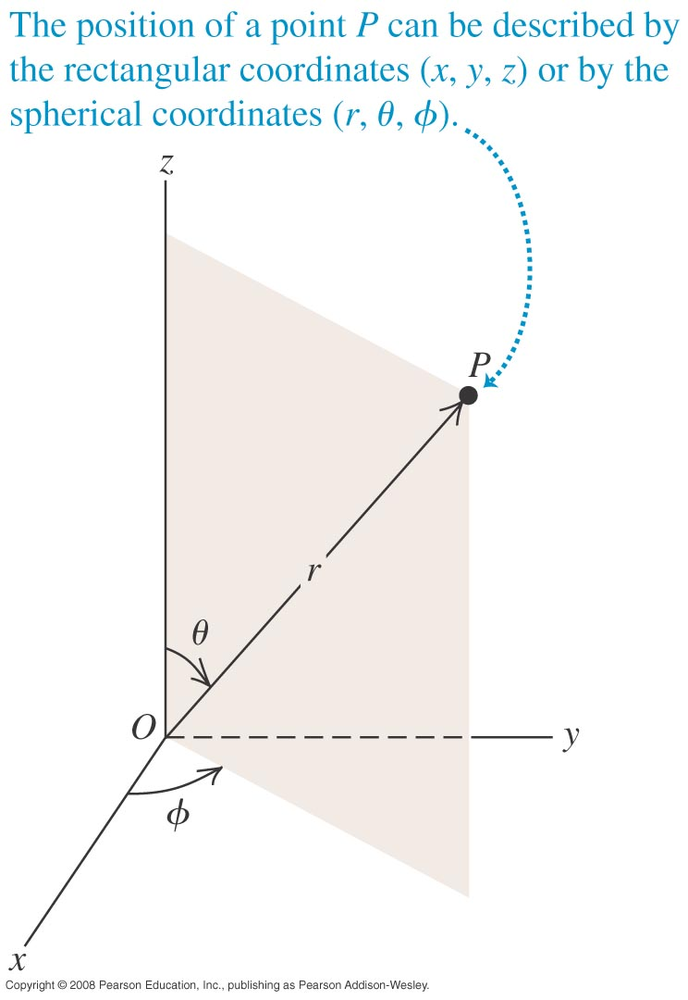 The position of a point P can be described by
the rectangular coordinates (x, y, z) or by the
spherical coordinates (r, θ, ϕ).
z
P
r
θ
O
y
ϕ
x
Copyright © 2008 Pearson Education, Inc., publishing as Pearson Addison-Wesley.